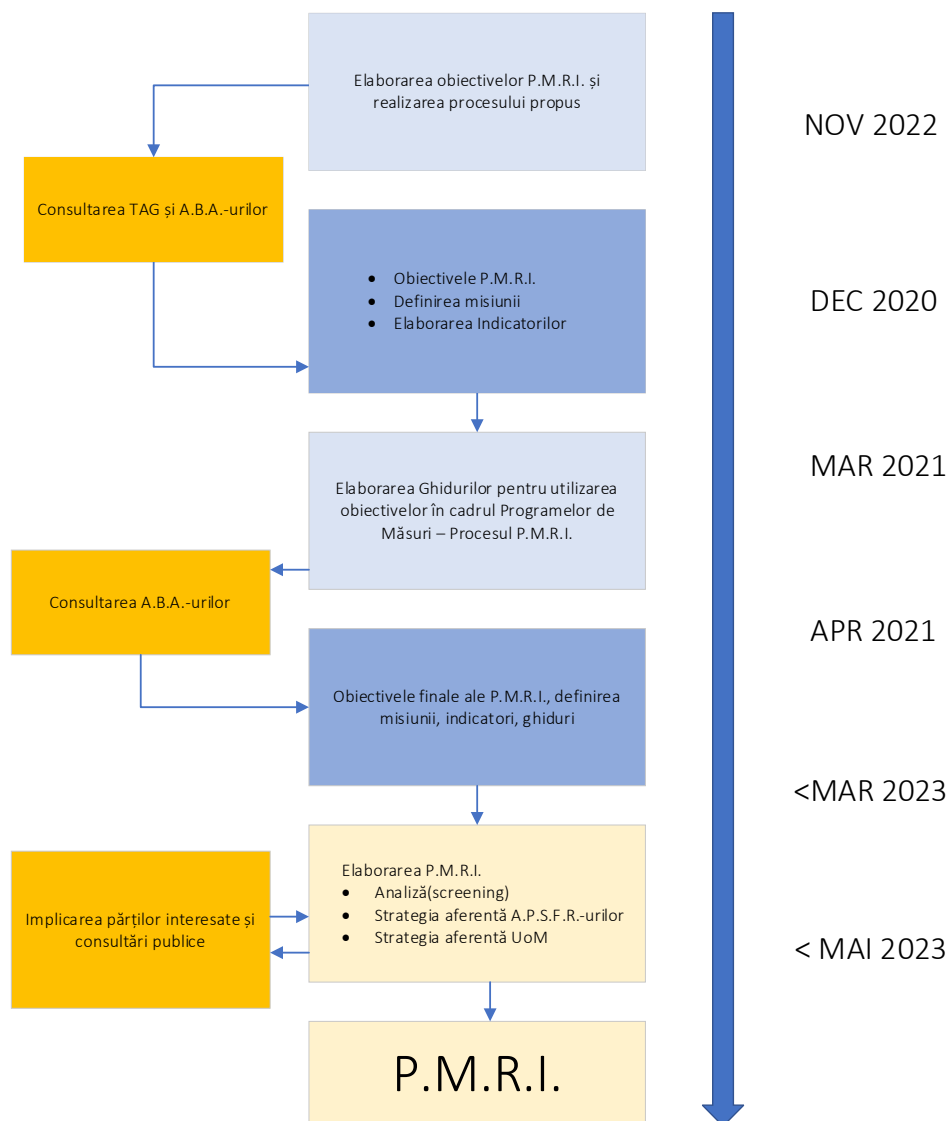 Elaborarea obiectivelor P.M.R.I. și
realizarea procesului propus
NOV 2022
Consultarea TAG și A.B.A.-urilor
• Obiectivele P.M.R.I.
• Definirea misiunii
• Elaborarea Indicatorilor
DEC 2020
MAR 2021
Elaborarea Ghidurilor pentru utilizarea
obiectivelor în cadrul Programelor de
Măsuri – Procesul P.M.R.I.
Consultarea A.B.A.-urilor
APR 2021
Obiectivele finale ale P.M.R.I., definirea
misiunii, indicatori, ghiduri
<MAR 2023
Elaborarea P.M.R.I.
• Analiză(screening)
• Strategia aferentă A.P.S.F.R.-urilor
• Strategia aferentă UoM
Implicarea părților interesate și
consultări publice
< MAI 2023
P.M.R.I.